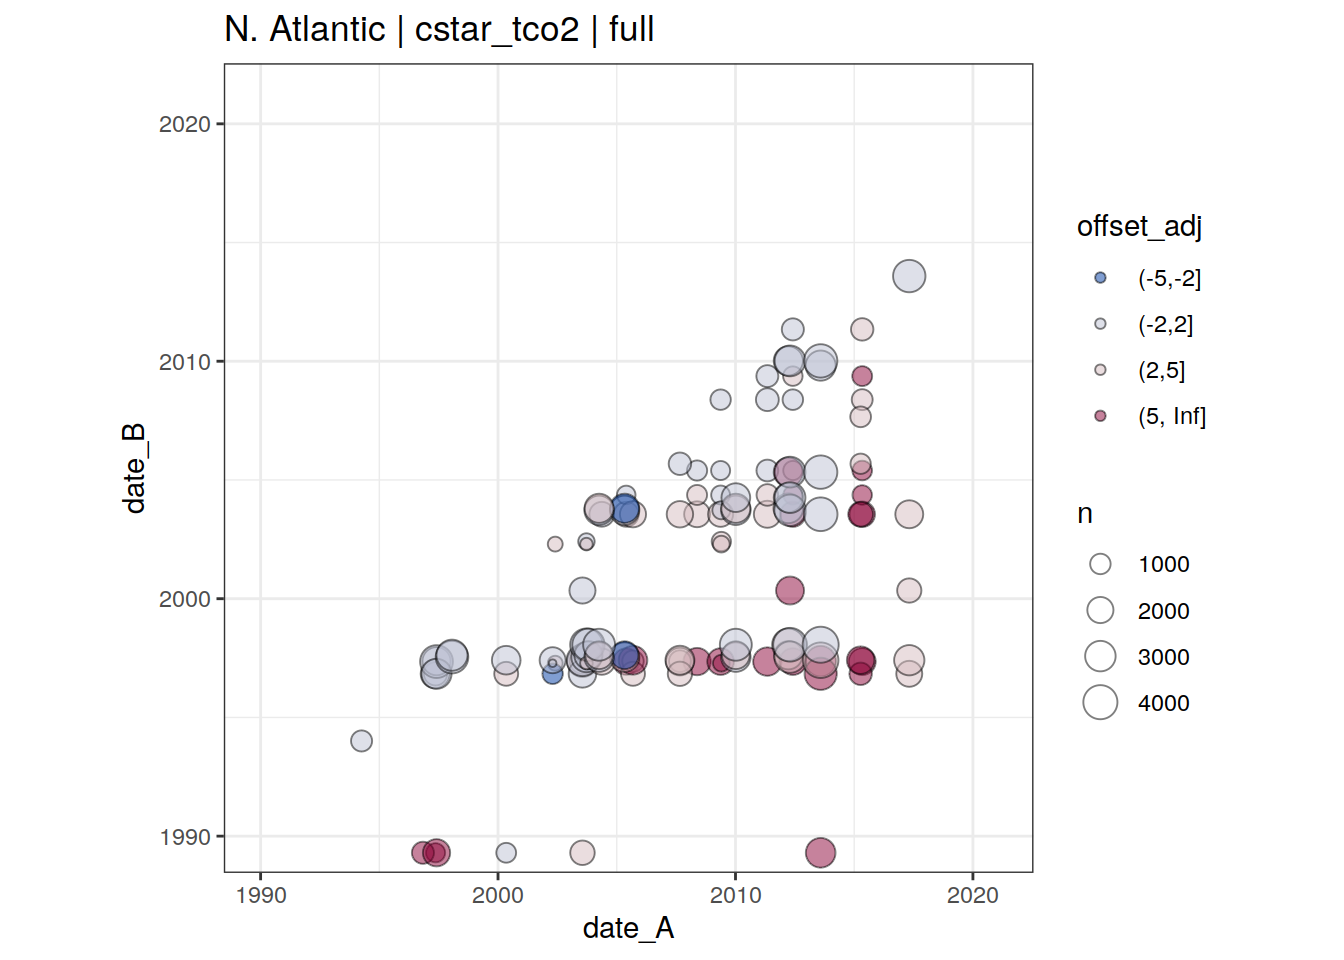 N. Atlantic | cstar_tco2 | full
2020
2010
2000
1990
date_B
1990
2000
2010
2020
date_A
offset_adj
(-5,-2]
(-2,2]
(2,5]
(5, Inf]
n
1000
2000
3000
4000